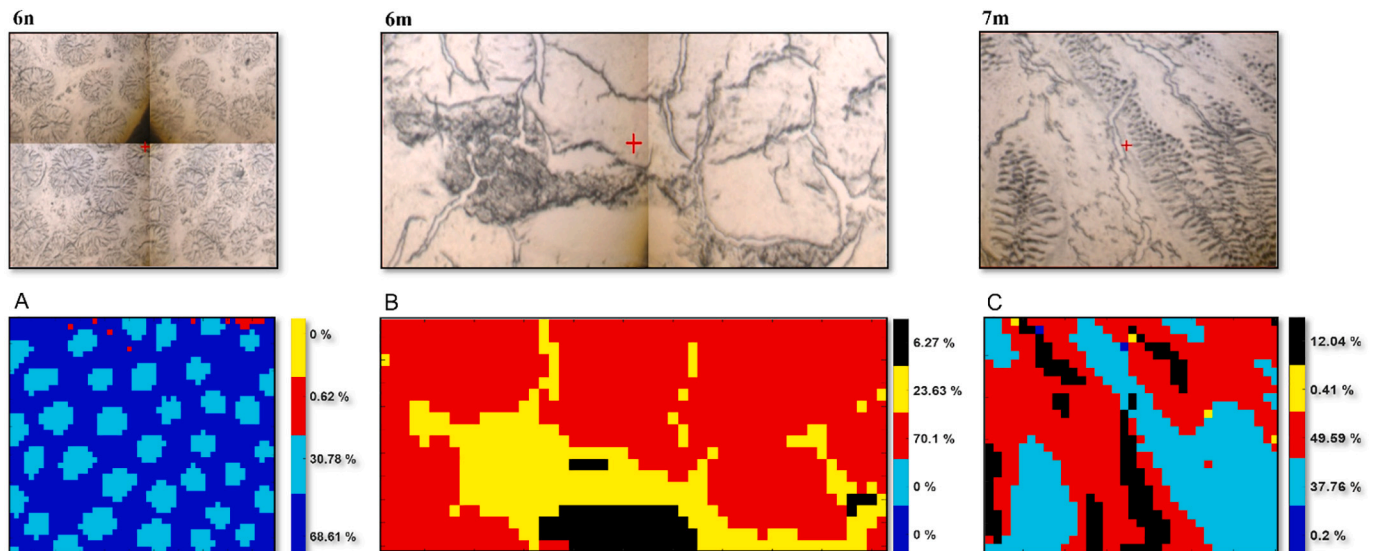 6n
6m
7m
A
B
C
0 %
0.62 %
30.78 %
68.61 %
6.27 %
23.63 %
70.1 %
0 %
0 %
12.04 %
0.41 %
49.59 %
37.76 %
0.2 %